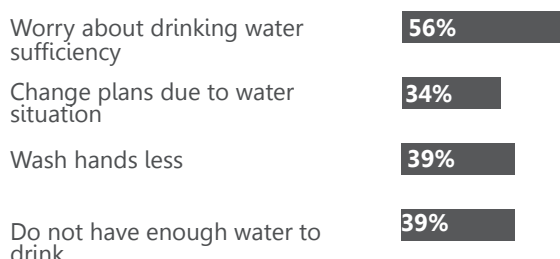 Worry about drinking water 56%
sufficiency
Change plans due to water 34%
situation
Wash hands less 39%
Do not have enough water to 39%
drink